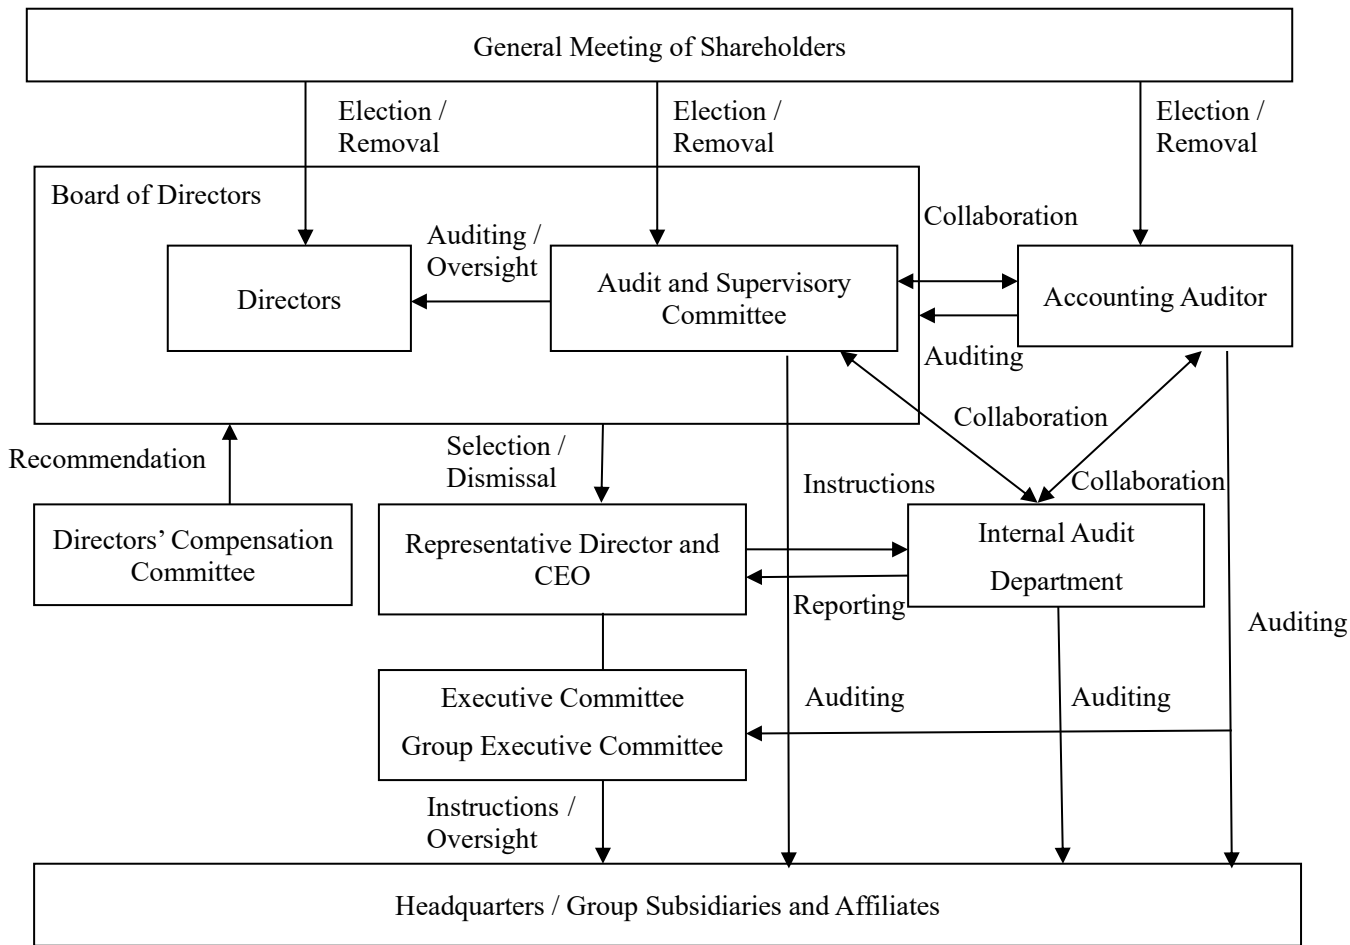 General Meeting of Shareholders
Election /
Removal
Election /
Removal
Election /
Removal
Board of Directors
Collaboration
Auditing /
Oversight
Directors
Audit and Supervisory
Committee
Accounting Auditor
Auditing
Collaboration
Recommendation
Selection /
Dismissal
Instructions
Collaboration
Directors’ Compensation
Committee
Representative Director and
CEO
Internal Audit
Department
Reporting
Auditing
Executive Committee
Group Executive Committee
Auditing
Auditing
Instructions /
Oversight
Headquarters / Group Subsidiaries and Affiliates